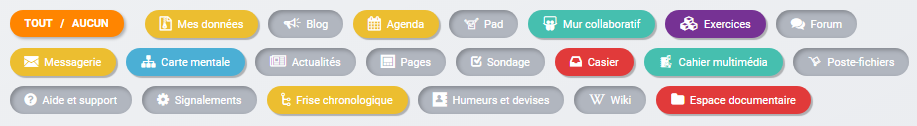 TOUT / AUCUN Mes données Blog Agenda Pad Mur collaboratif Exercices Forum
Messagerie Carte mentale Actualités Pages Sondage Casier Cahier multimédia Poste-fichiers
Aide et support Signalements Frise chronologique Humeurs et devises Wiki Espace documentaire